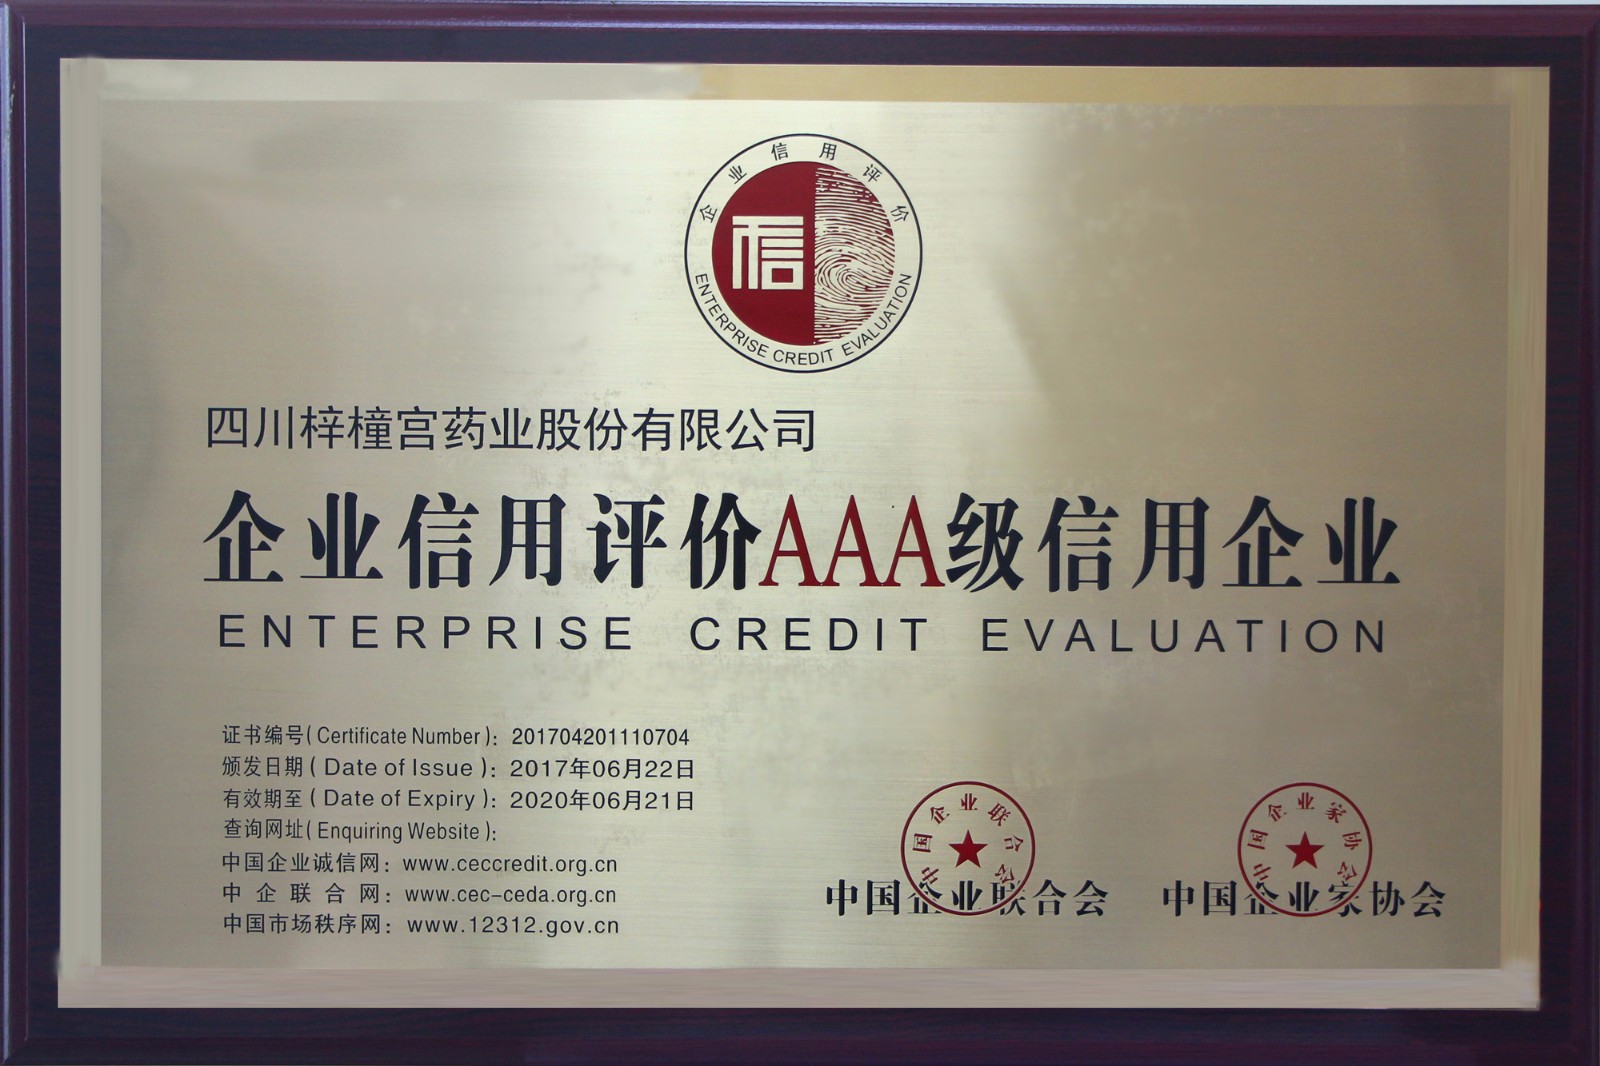 企业信用评价
信
ENTERPRISE CREDIT EVALUATION
四川梓橦宫药业股份有限公司
企业信用评价AAA级信用企业
ENTERPRISE CREDIT EVALUATION
证书编号(Certificate Number)：201704201110704
颁发日期(Date of Issue)：2017年06月22日
有效期至(Date of Expiry)：2020年06月21日
查询网址(Enquiring Website)：
中国企业诚信网：www.ceccredit.org.cn
中企联合网：www.cec-ceda.org.cn
中国市场秩序网：www.12312.gov.cn
中国企业联合会
中国企业联合会
中国企业家协会
中国企业家协会